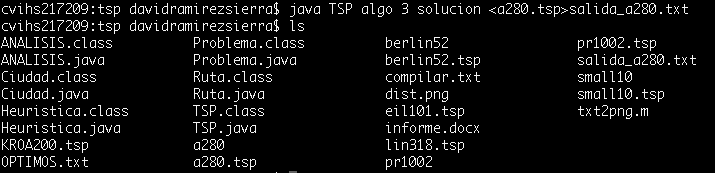 cvihs217209:tsp davidramirezsierra$ java TSP algo 3 solucion <a280.tsp>salida_a280.txt
cvihs217209:tsp davidramirezsierra$ ls
ANALISIS.class Problema.class berlin52 pr1002.tsp
ANALISIS.java Problema.java berlin52.tsp salida_a280.txt
Ciudad.class Ruta.class compilar.txt small10
Ciudad.java Ruta.java dist.png small10.tsp
Heuristica.class TSP.class eil101.tsp txt2png.m
Heuristica.java TSP.java informe.docx
KROA200.tsp a280 lin318.tsp
OPTIMOS.txt a280.tsp pr1002